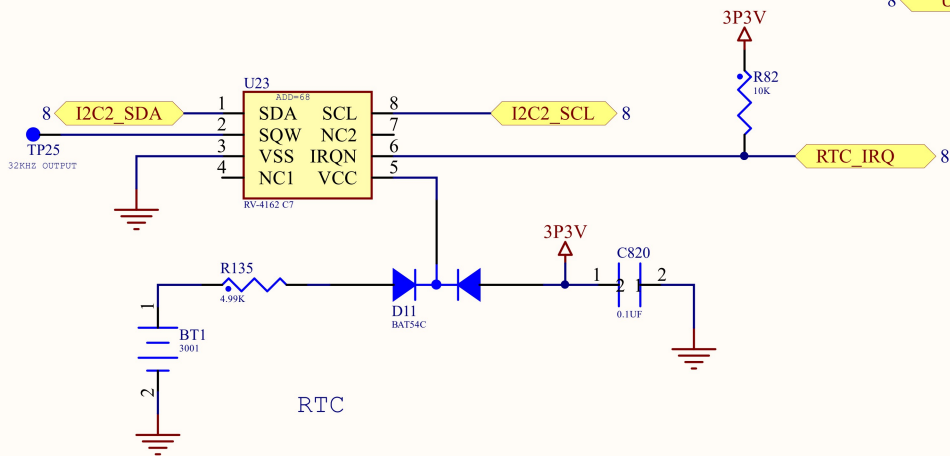 8
3P3V
R82
10K
U23
ADD=68
8 I2C2_SDA 1 SDA SCL 8 I2C2_SCL 8
2 SQW NC2 7
TP25
32KHZ OUTPUT
3 VSS IRQN 6 RTC_IRQ 8
4 NC1 VCC 5
RV-4162 C7
3P3V
C820
R135
1 2 1 2
4.99K
0.1UF
D11
BAT54C
1
BT1
3001
2
RTC